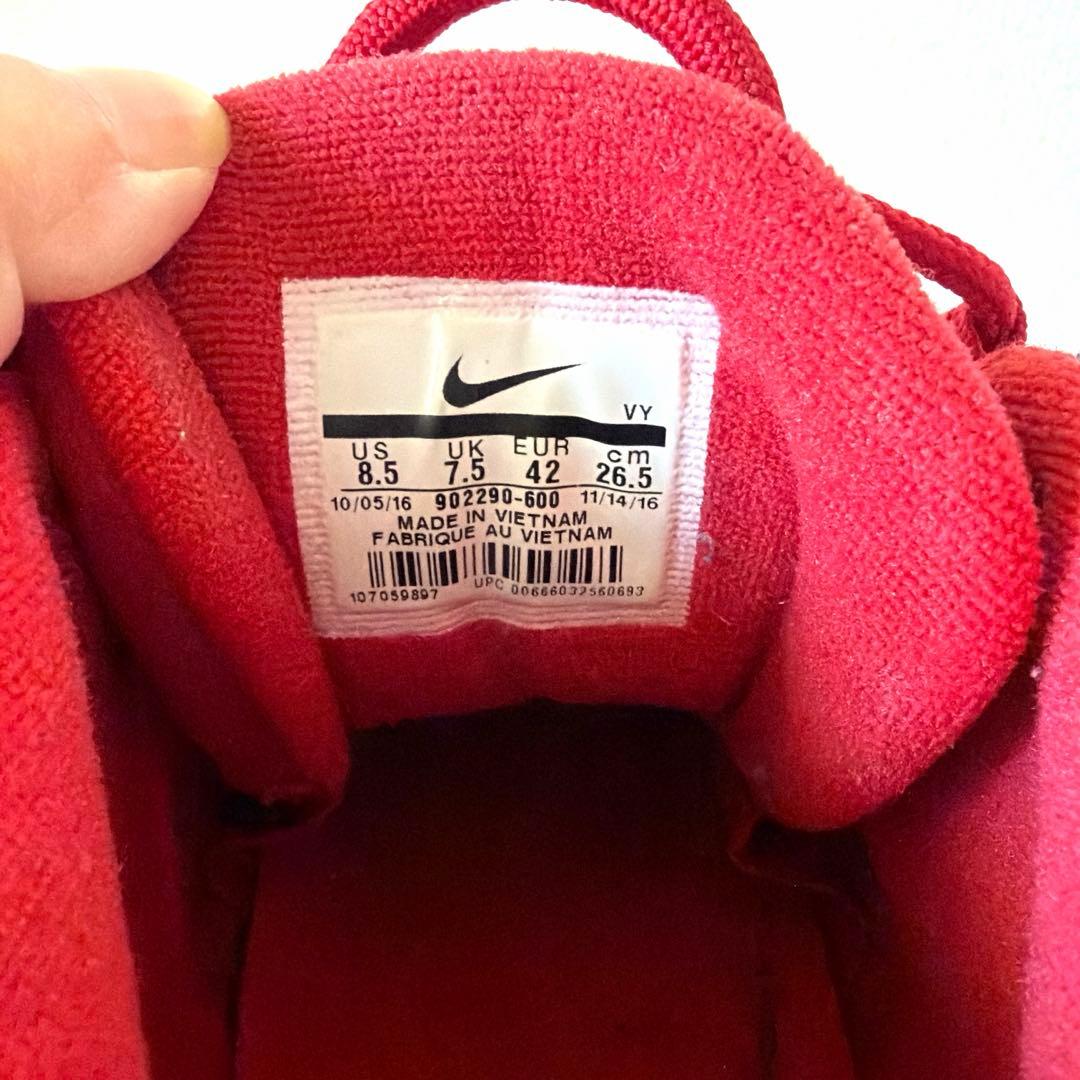 VY
US UK EUR cm
8.5 7.5 42 26.5
10/05/16 902290-600 11/14/16
MADE IN VIETNAM
FABRIQUE AU VIETNAM
107059897 UPC 00666032560693